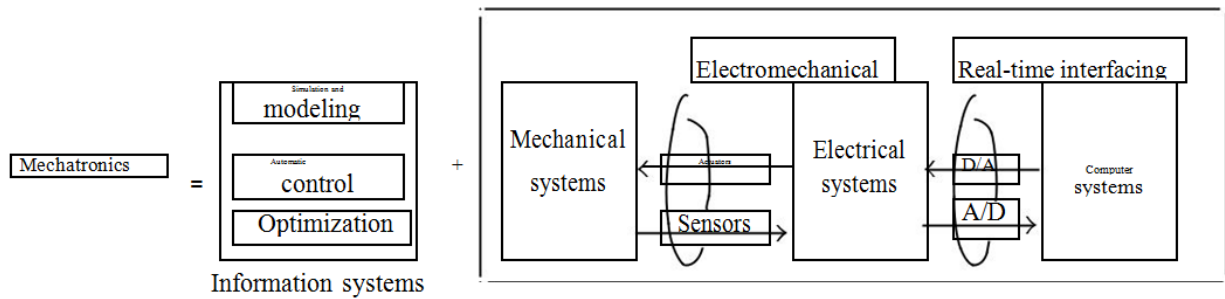 Mechatronics
=
Simulation and
modeling
Automatic
control
Optimization
Information systems
+
Mechanical
systems
Electromechanical
Actuators
Sensors
Electrical
systems
Real-time interfacing
D/A
A/D
Computer
systems